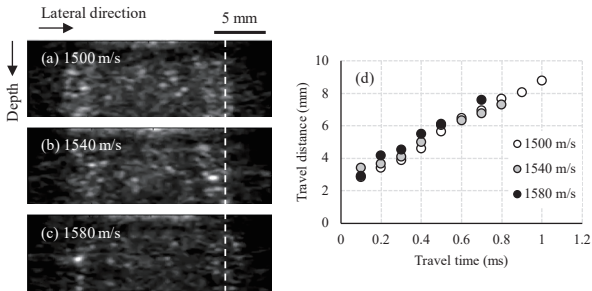 Lateral direction
5 mm
Depth
(a) 1500 m/s
(b) 1540 m/s
(c) 1580 m/s
(d)
Travel distance (mm)
10
8
6
4
2
0
0 0.2 0.4 0.6 0.8 1 1.2
Travel time (ms)
1500 m/s
1540 m/s
1580 m/s